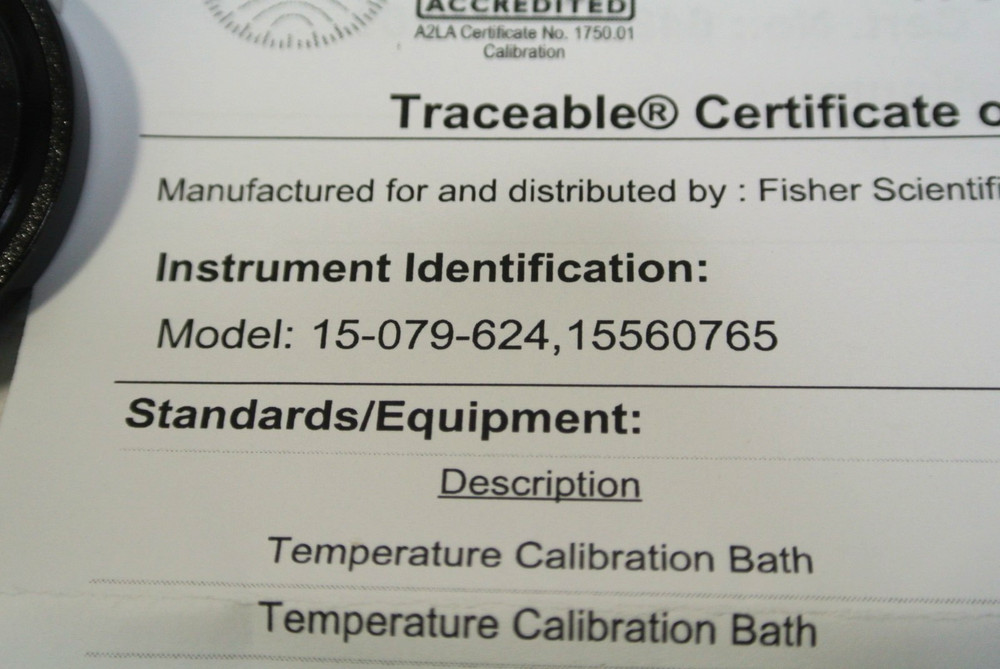 ACCREDITED
A2LA Certificate No. 1750.01
Calibration
Traceable® Certificate
Manufactured for and distributed by : Fisher
Instrument Identification:
Model: 15-079-624,15560765
Standards/Equipment:
Description
Temperature Calibration Bath
Temperature Calibration Bath